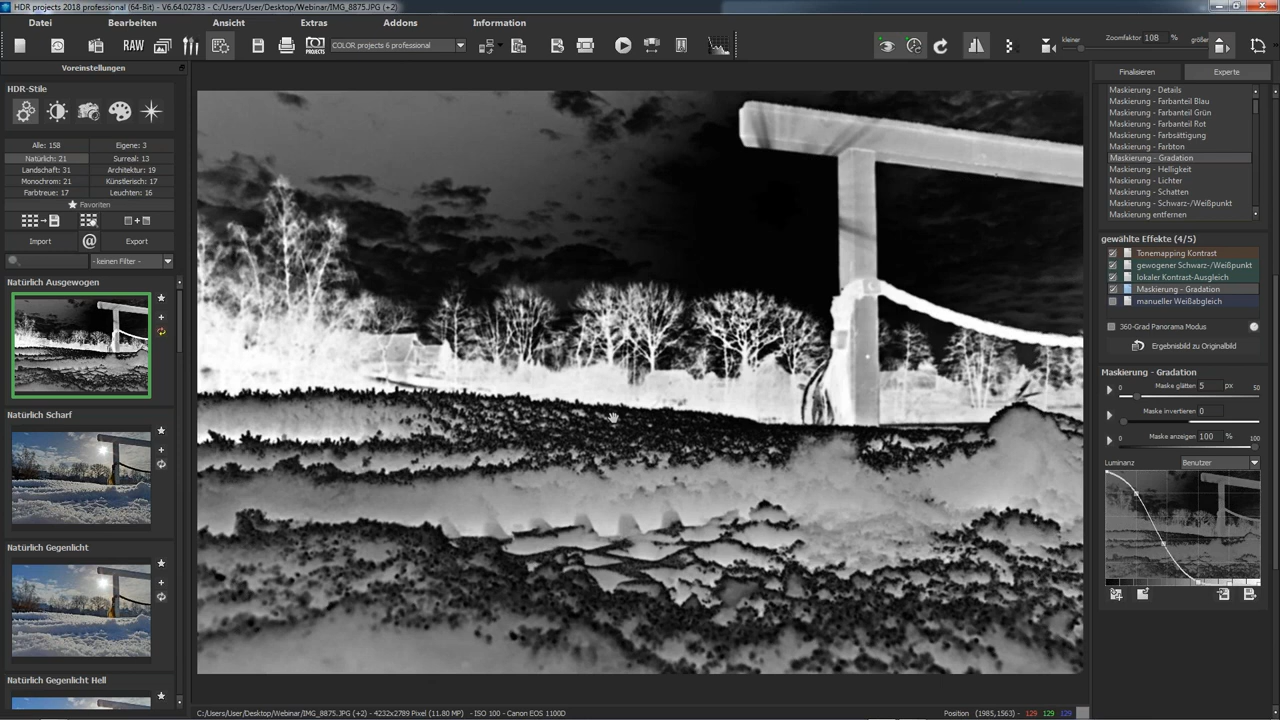 HDR projects 2018 professional (64-Bit) - V6.64.02783 - C:/Users/User/Desktop/Webinar/IMG_8875.JPG (+2)
Datei Bearbeiten Ansicht Extras Addons Information
RAW PROJECTS COLOR projects 6 professional kleiner Zoomfaktor 108 % größer
Voreinstellungen
HDR-Stile
Alle: 158 Eigene: 3
Natürlich: 21 Surreal: 13
Landschaft: 31 Architektur: 19
Monochrom: 21 Künstlerisch: 17
Farbtreue: 17 Leuchten: 16
Favoriten
Import @ Export
- keinen Filter -
Natürlich Ausgewogen
Natürlich Scharf
Natürlich Gegenlicht
Natürlich Gegenlicht Hell
Finalisieren Experte
Maskierung - Details
Maskierung - Farbanteil Blau
Maskierung - Farbanteil Grün
Maskierung - Farbanteil Rot
Maskierung - Farbsättigung
Maskierung - Farbton
Maskierung - Gradation
Maskierung - Helligkeit
Maskierung - Lichter
Maskierung - Schatten
Maskierung - Schwarz-/Weißpunkt
Maskierung entfernen
gewählte Effekte (4/5)
Tonemapping Kontrast
gewogener Schwarz-/Weißpunkt
lokaler Kontrast-Ausgleich
Maskierung - Gradation
manueller Weißabgleich
360-Grad Panorama Modus
Ergebnisbild zu Originalbild
Maskierung - Gradation
0 Maske glätten 5 px 50
0 Maske invertieren 0
0 Maske anzeigen 100 % 100
Luminanz Benutzer
C:/Users/User/Desktop/Webinar/IMG_8875.JPG (+2) - 4232x2789 Pixel (11.80 MP) - ISO 100 - Canon EOS 1100D Position (1985,1563) - 129 129 129